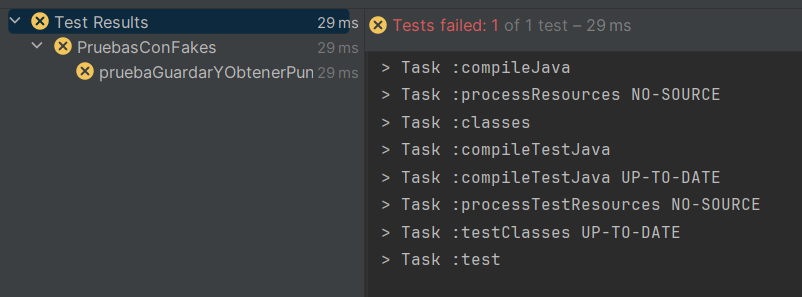 Test Results 29 ms
PruebasConFakes 29 ms
pruebaGuardarYObtenerPun 29 ms
Tests failed: 1 of 1 test – 29 ms
> Task :compileJava
> Task :processResources NO-SOURCE
> Task :classes
> Task :compileTestJava
> Task :compileTestJava UP-TO-DATE
> Task :processTestResources NO-SOURCE
> Task :testClasses UP-TO-DATE
> Task :test